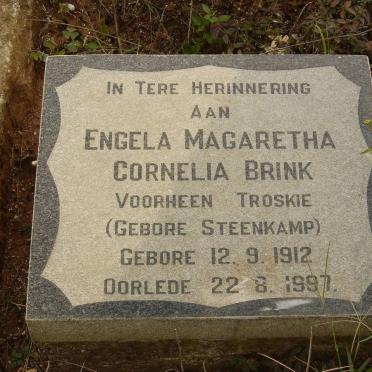 In Tere Herinnering
Aan
Engela Magaretha
Cornelia Brink
Voorheen Troskie
(Gebore Steenkamp)
Gebore 12.9.1912
Oorlede 22.6.1997.